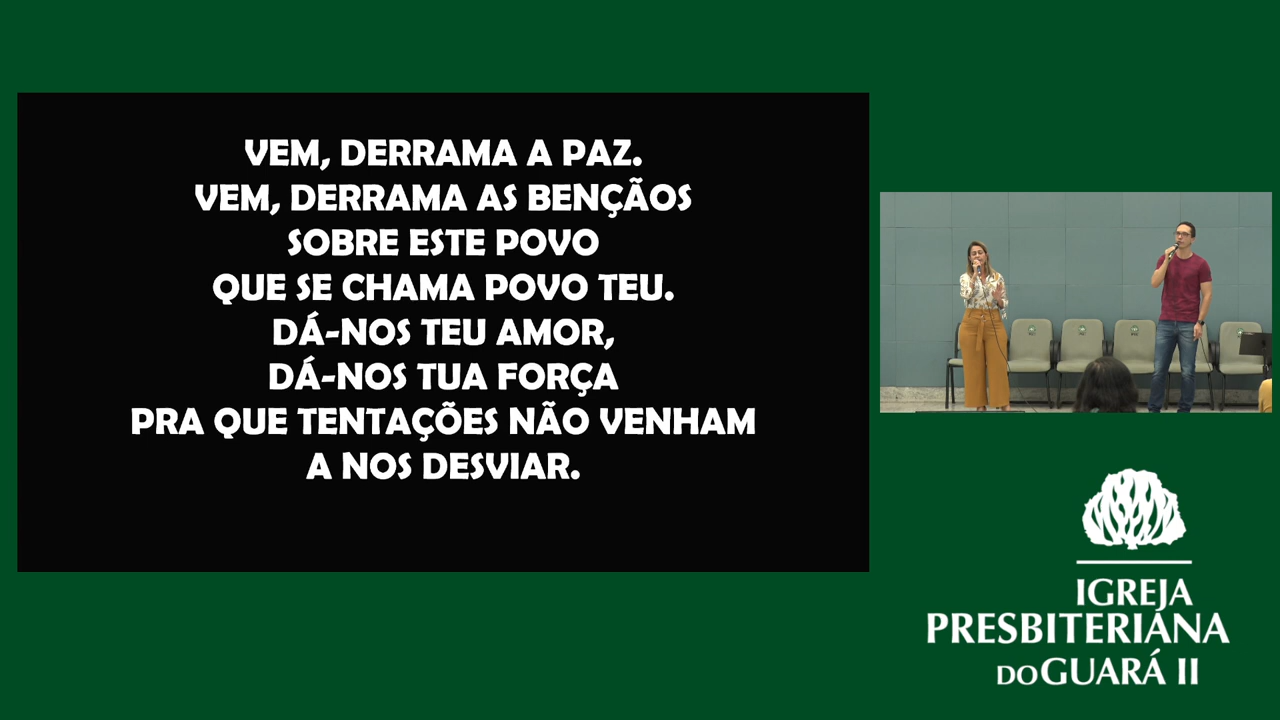 VEM, DERRAMA A PAZ.
VEM, DERRAMA AS BENÇÃOS
SOBRE ESTE POVO
QUE SE CHAMA POVO TEU.
DÁ-NOS TEU AMOR,
DÁ-NOS TUA FORÇA
PRA QUE TENTAÇÕES NÃO VENHAM
A NOS DESVIAR.
IGREJA
PRESBITERIANA
DO GUARÁ II